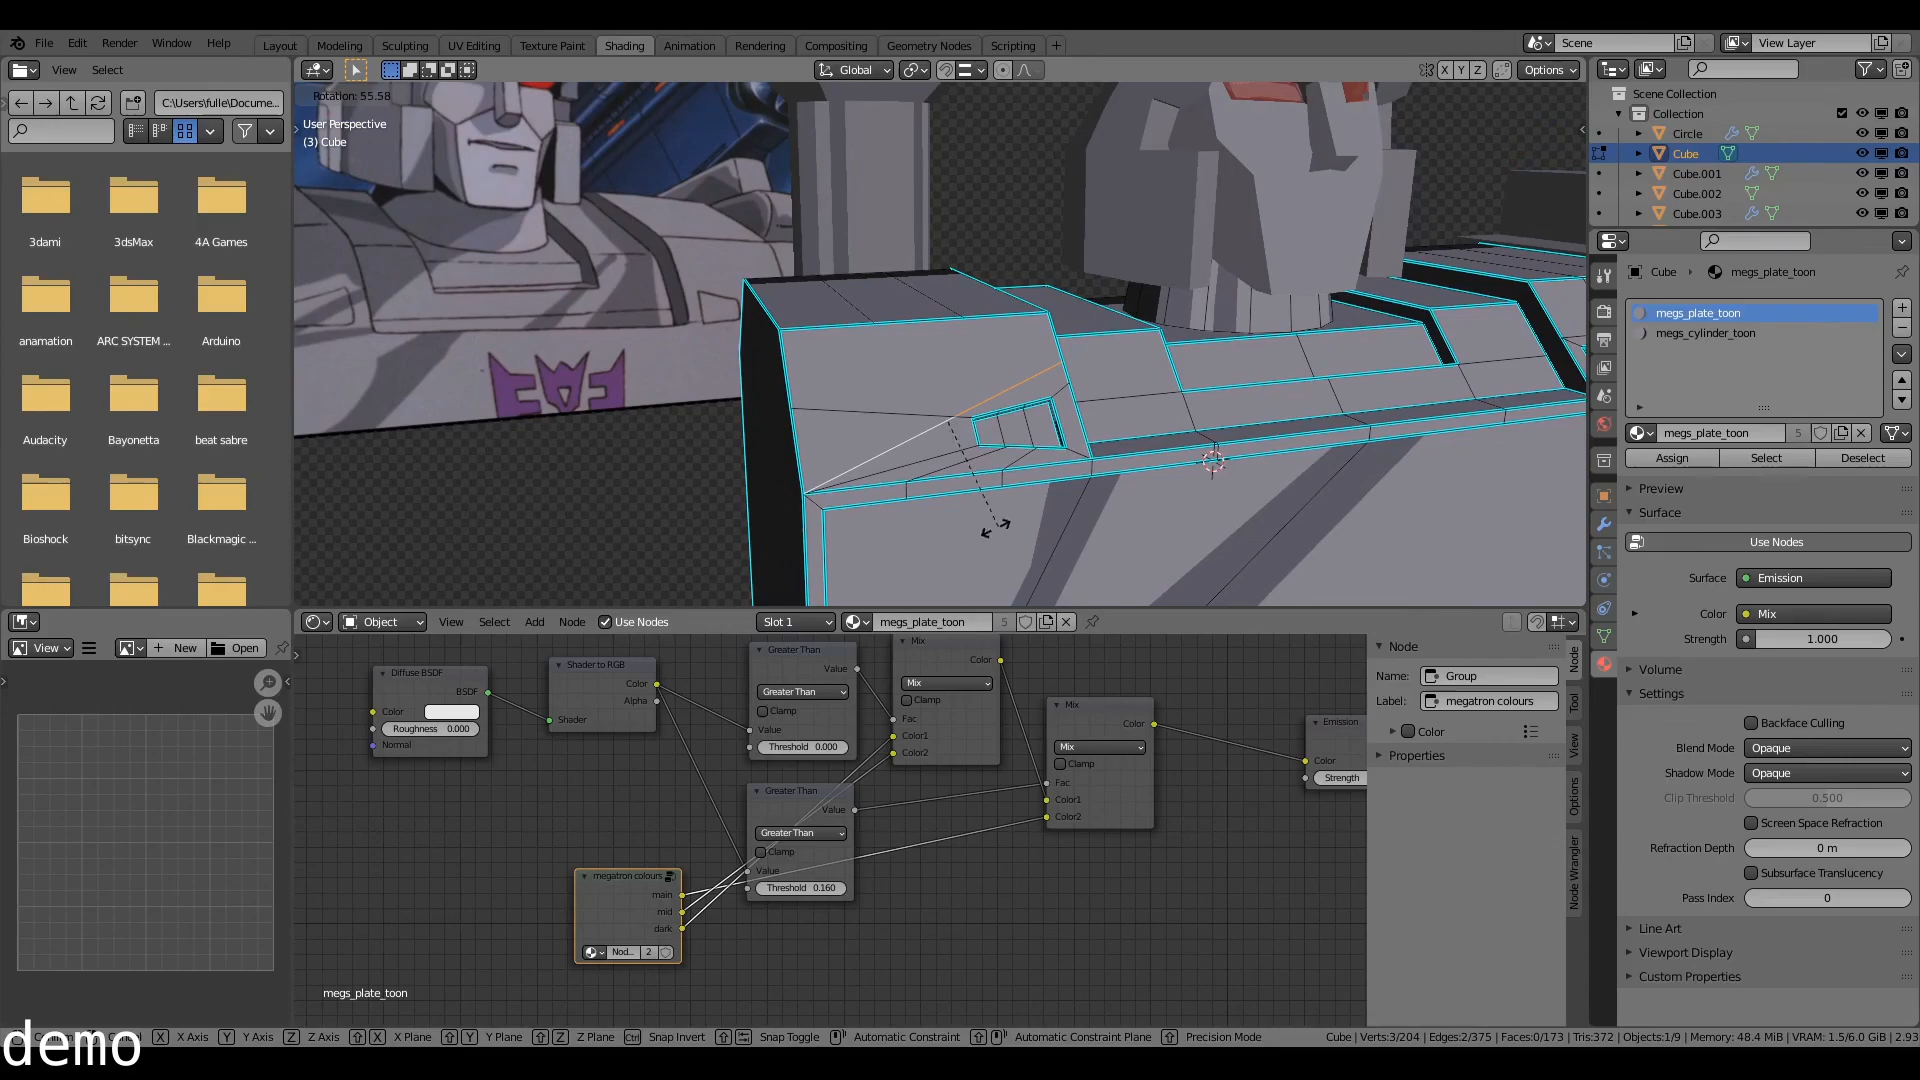 File Edit Render Window Help
Layout Modeling Sculpting UV Editing Texture Paint Shading Animation Rendering Compositing Geometry Nodes Scripting +
Scene
View Layer
View Select
Global
X Y Z
Options
C:\Users\fulle\Docume...
Rotation: 55.58
User Perspective
(3) Cube
3dami 3dsMax 4A Games
anamation ARC SYSTEM ... Arduino
Audacity Bayonetta beat sabre
Bioshock bitsync Blackmagic ...
Scene Collection
Collection
Circle
Cube
Cube.001
Cube.002
Cube.003
Cube megs_plate_toon
megs_plate_toon
megs_cylinder_toon
megs_plate_toon 5
Assign Select Deselect
Preview
Surface
Use Nodes
Surface Emission
Color Mix
Strength 1.000
Volume
Settings
Backface Culling
Blend Mode Opaque
Shadow Mode Opaque
Clip Threshold 0.500
Screen Space Refraction
Refraction Depth 0 m
Subsurface Translucency
Pass Index 0
Line Art
Viewport Display
Custom Properties
View New Open
Object View Select Add Node Use Nodes Slot 1 megs_plate_toon 5
Diffuse BSDF
BSDF
Color
Roughness 0.000
Normal
Shader to RGB
Color
Alpha
Shader
Greater Than
Value
Greater Than
Clamp
Value
Threshold 0.000
Greater Than
Value
Greater Than
Clamp
Value
Threshold 0.160
Mix
Color
Mix
Clamp
Fac
Color1
Color2
Mix
Color
Mix
Clamp
Fac
Color1
Color2
Emission
Color
Strength
megatron colours
main
mid
dark
Nod... 2
Node
Name: Group
Label: megatron colours
Color
Properties
Node
Tool
View
Options
Node Wrangler
megs_plate_toon
demo
X X Axis Y Y Axis Z Z Axis X X Plane Y Y Plane Z Z Plane Ctrl Snap Invert Snap Toggle Automatic Constraint Automatic Constraint Plane Precision Mode
Cube | Verts:3/204 | Edges:2/375 | Faces:0/173 | Tris:372 | Objects:1/9 | Memory: 48.4 MiB | VRAM: 1.5/6.0 GiB | 2.93